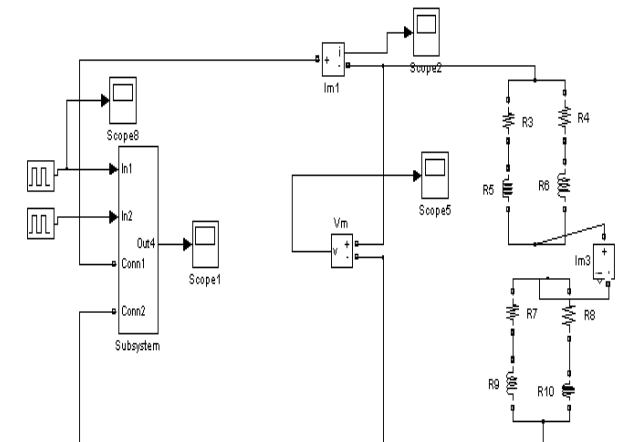 i
+
-
Im1
Scope2
Scope8
In1
In2
Out4
Conn1
Conn2
Subsystem
Scope1
Scope5
Vm
v
+
-
R3
R4
R5
R6
+
-
Im3
R7
R8
R9
R10